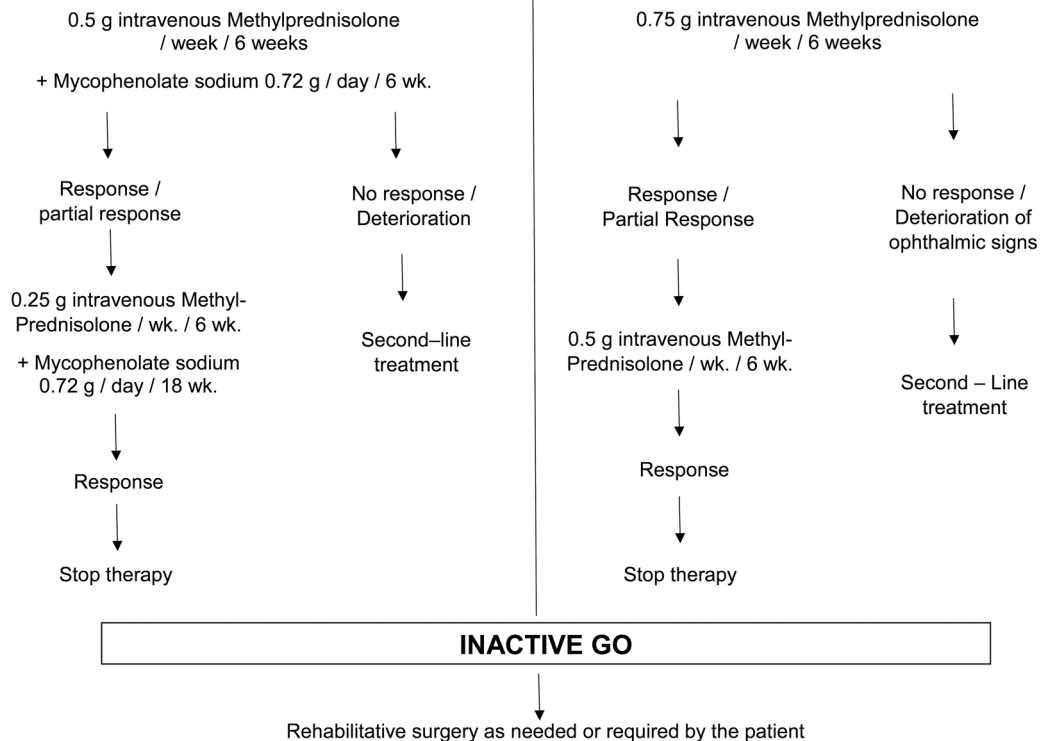 0.5 g intravenous Methylprednisolone
/ week / 6 weeks
+ Mycophenolate sodium 0.72 g / day / 6 wk.
Response /
partial response
No response /
Deterioration
0.25 g intravenous Methyl-
Prednisolone / wk. / 6 wk.
+ Mycophenolate sodium
0.72 g / day / 18 wk.
Second–line
treatment
Response
Stop therapy
0.75 g intravenous Methylprednisolone
/ week / 6 weeks
Response /
Partial Response
No response /
Deterioration of
ophthalmic signs
0.5 g intravenous Methyl-
Prednisolone / wk. / 6 wk.
Second – Line
treatment
Response
Stop therapy
INACTIVE GO
Rehabilitative surgery as needed or required by the patient